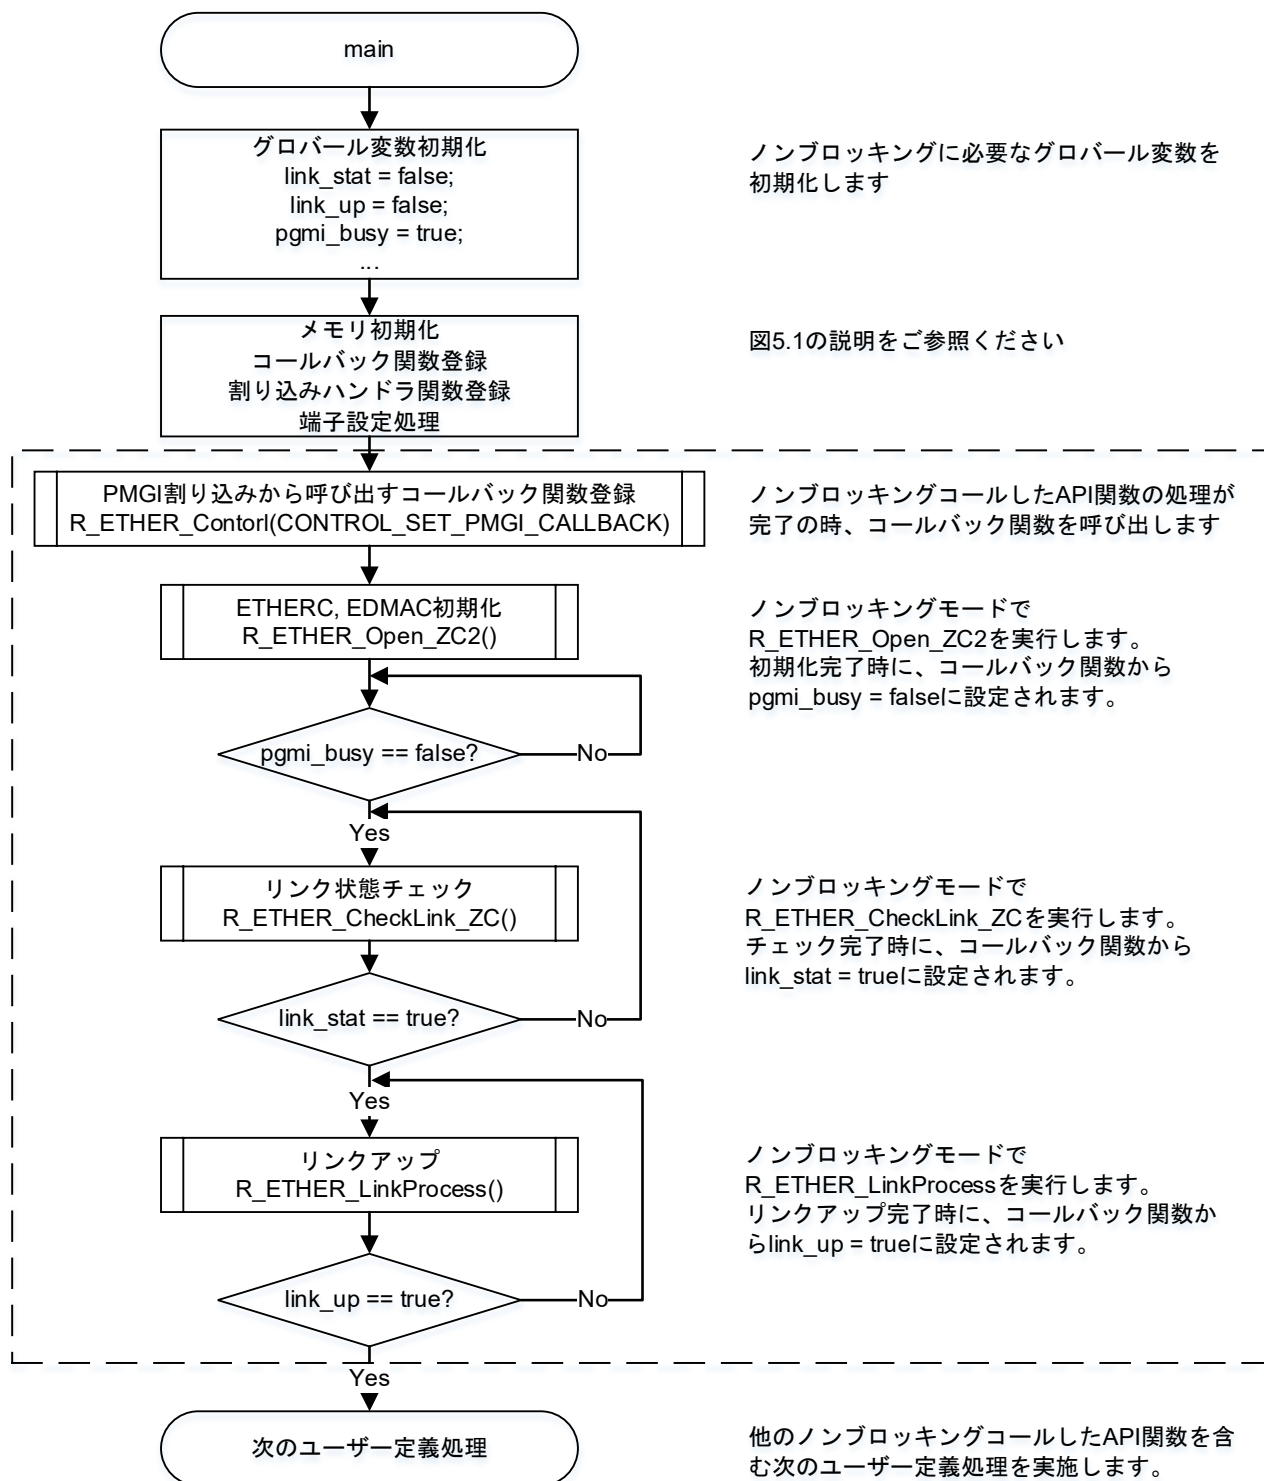 main
グロバール変数初期化
link_stat = false;
link_up = false;
pgmi_busy = true;
...
ノンブロッキングに必要なグロバール変数を
初期化します
メモリ初期化
コールバック関数登録
割り込みハンドラ関数登録
端子設定処理
図5.1の説明をご参照ください
PMGI割り込みから呼び出すコールバック関数登録
R_ETHER_Contorl(CONTROL_SET_PMGI_CALLBACK)
ノンブロッキングコールしたAPI関数の処理が
完了の時、コールバック関数を呼び出します
ETHERC, EDMAC初期化
R_ETHER_Open_ZC2()
ノンブロッキングモードで
R_ETHER_Open_ZC2を実行します。
初期化完了時に、コールバック関数から
pgmi_busy = falseに設定されます。
pgmi_busy == false?
No
Yes
リンク状態チェック
R_ETHER_CheckLink_ZC()
ノンブロッキングモードで
R_ETHER_CheckLink_ZCを実行します。
チェック完了時に、コールバック関数から
link_stat = trueに設定されます。
link_stat == true?
No
Yes
リンクアップ
R_ETHER_LinkProcess()
ノンブロッキングモードで
R_ETHER_LinkProcessを実行します。
リンクアップ完了時に、コールバック関数か
らlink_up = trueに設定されます。
link_up == true?
No
Yes
次のユーザー定義処理
他のノンブロッキングコールしたAPI関数を含
む次のユーザー定義処理を実施します。